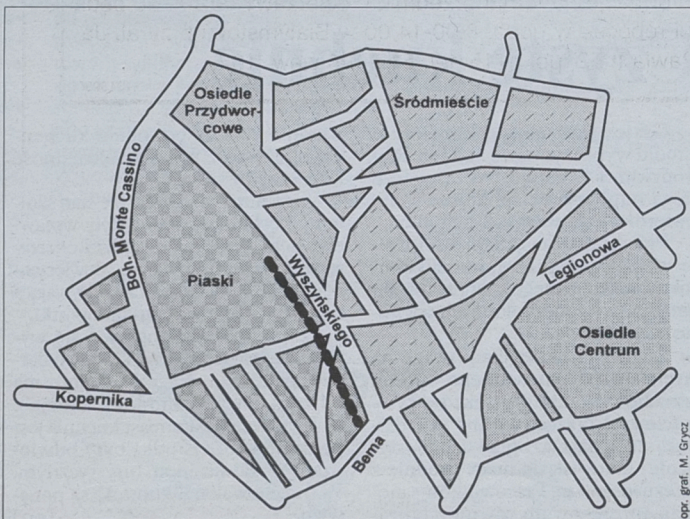 Osiedle
Przydwor-
cowe
Śródmieście
Boh. Monte Cassino
Piaski
Wyszyńskiego
Legionowa
Osiedle
Centrum
Kopernika
Bema
opr. graf. M. Grycz